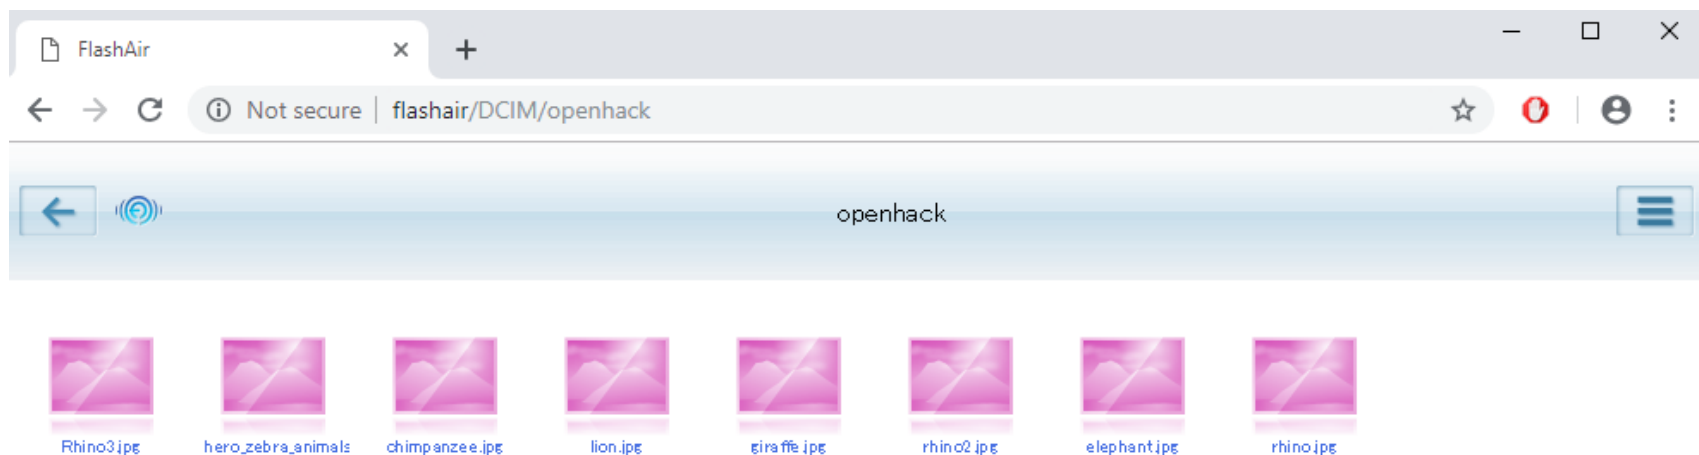 FlashAir
Not secure | flashair/DCIM/openhack
openhack
Rhino3.jpg
hero_zebra_animals
chimpanzee.jpg
lion.jpg
giraffe.jpg
rhino2.jpg
elephant.jpg
rhino.jpg